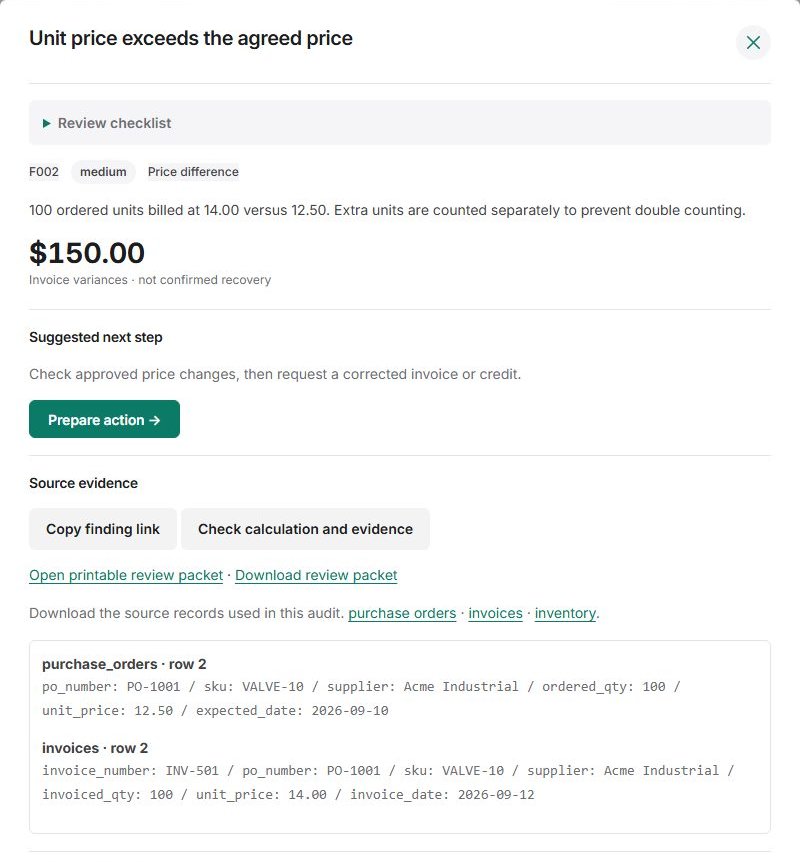 Unit price exceeds the agreed price
Review checklist
F002 medium Price difference
100 ordered units billed at 14.00 versus 12.50. Extra units are counted separately to prevent double counting.
$150.00
Invoice variances · not confirmed recovery
Suggested next step
Check approved price changes, then request a corrected invoice or credit.
Prepare action →
Source evidence
Copy finding link Check calculation and evidence
Open printable review packet · Download review packet
Download the source records used in this audit. purchase orders · invoices · inventory.
purchase_orders · row 2
po_number: PO-1001 / sku: VALVE-10 / supplier: Acme Industrial / ordered_qty: 100 /
unit_price: 12.50 / expected_date: 2026-09-10
invoices · row 2
invoice_number: INV-501 / po_number: PO-1001 / sku: VALVE-10 / supplier: Acme Industrial /
invoiced_qty: 100 / unit_price: 14.00 / invoice_date: 2026-09-12